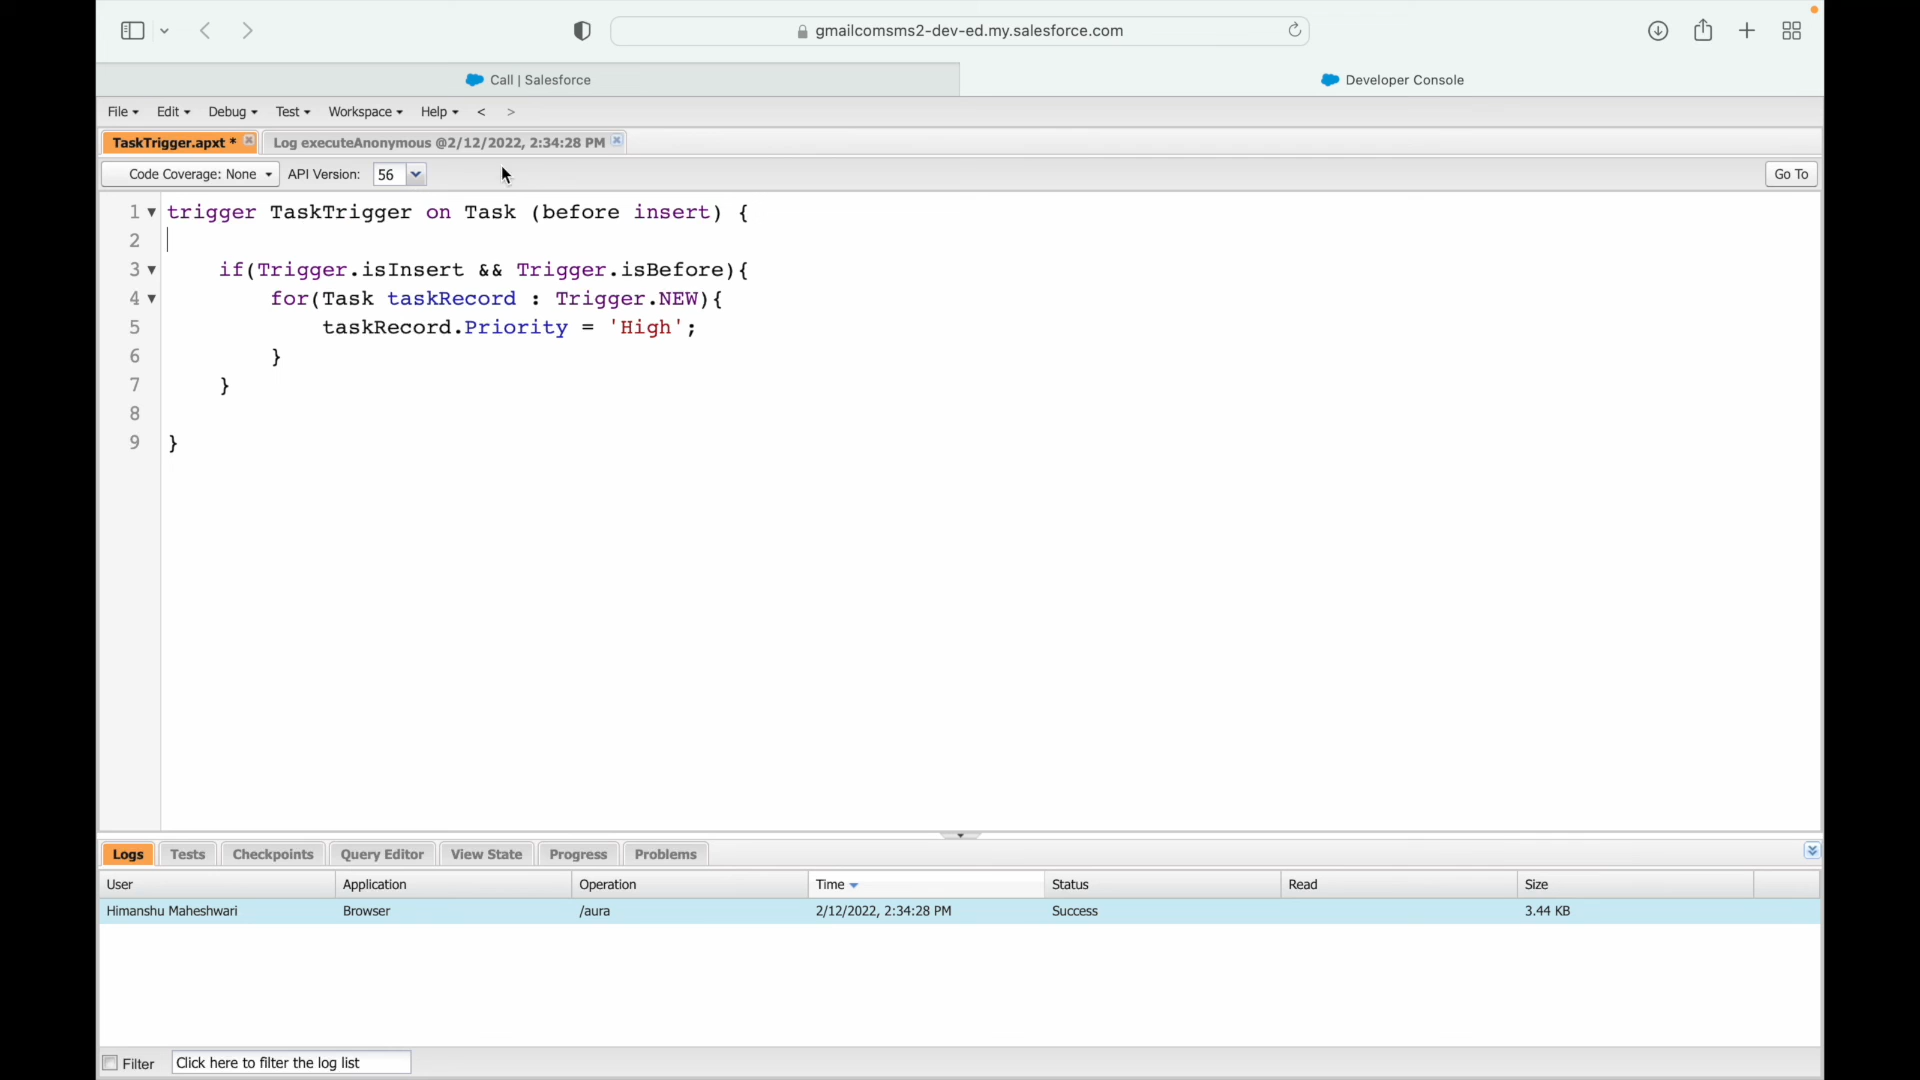 gmailcomsms2-dev-ed.my.salesforce.com
Call | Salesforce
Developer Console
File Edit Debug Test Workspace Help < >
TaskTrigger.apxt *
Log executeAnonymous @2/12/2022, 2:34:28 PM
Code Coverage: None API Version: 56 Go To
1 trigger TaskTrigger on Task (before insert) {
2
3 if(Trigger.isInsert && Trigger.isBefore){
4 for(Task taskRecord : Trigger.NEW){
5 taskRecord.Priority = 'High';
6 }
7 }
8
9 }
Logs Tests Checkpoints Query Editor View State Progress Problems
User Application Operation Time Status Read Size
Himanshu Maheshwari Browser /aura 2/12/2022, 2:34:28 PM Success 3.44 KB
Filter Click here to filter the log list